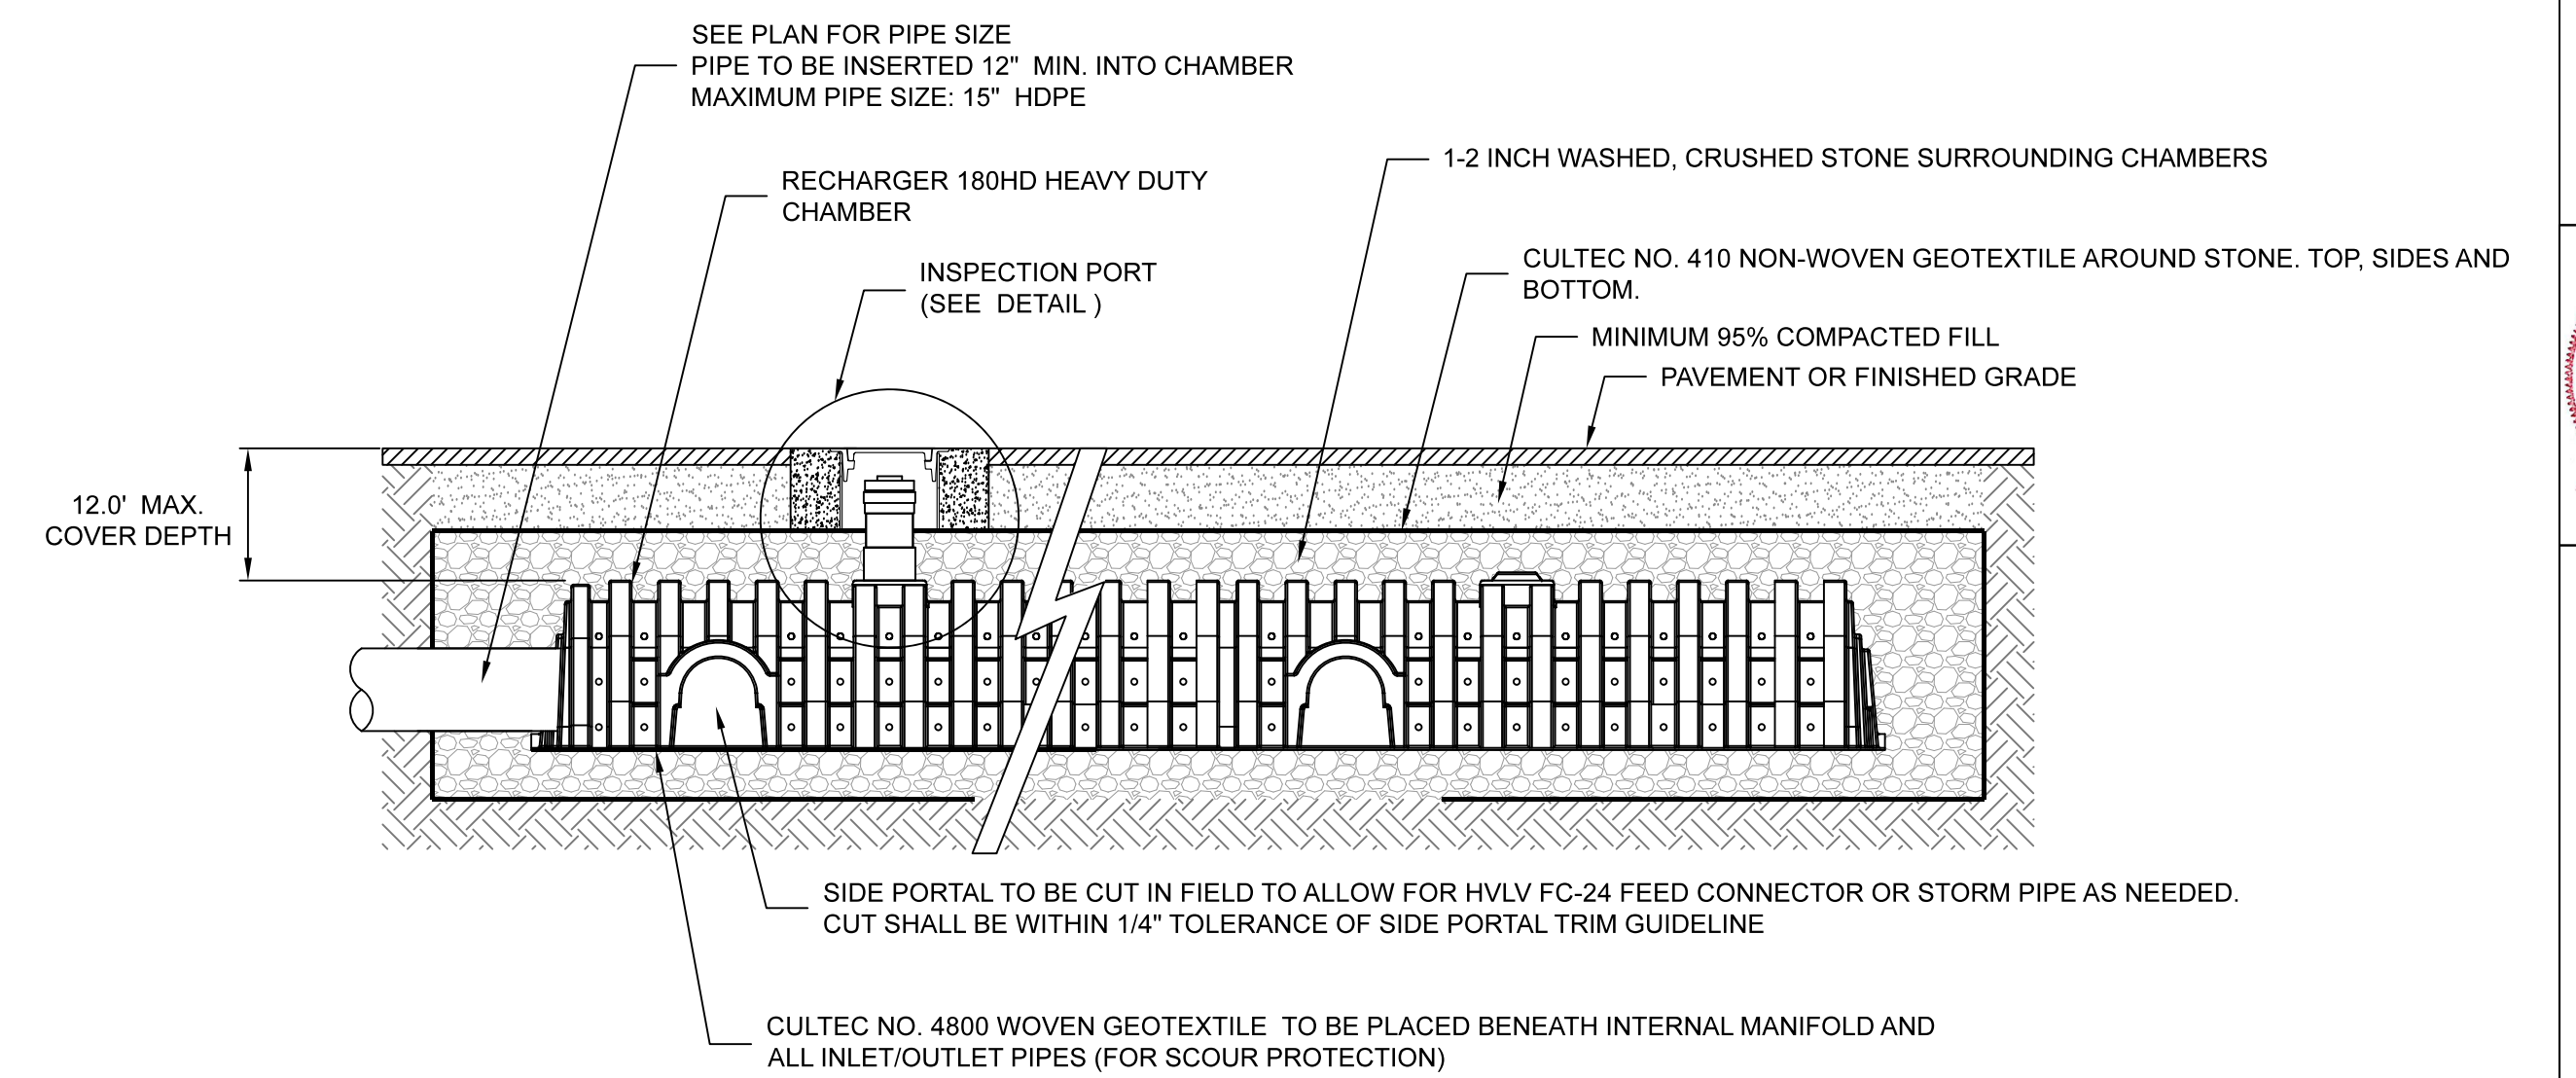 SEE PLAN FOR PIPE SIZE
PIPE TO BE INSERTED 12" MIN. INTO CHAMBER
MAXIMUM PIPE SIZE: 15" HDPE
1-2 INCH WASHED, CRUSHED STONE SURROUNDING CHAMBERS
RECHARGER 180HD HEAVY DUTY
CHAMBER
INSPECTION PORT
(SEE DETAIL )
CULTEC NO. 410 NON-WOVEN GEOTEXTILE AROUND STONE. TOP, SIDES AND
BOTTOM.
MINIMUM 95% COMPACTED FILL
PAVEMENT OR FINISHED GRADE
12.0' MAX.
COVER DEPTH
SIDE PORTAL TO BE CUT IN FIELD TO ALLOW FOR HVLV FC-24 FEED CONNECTOR OR STORM PIPE AS NEEDED.
CUT SHALL BE WITHIN 1/4" TOLERANCE OF SIDE PORTAL TRIM GUIDELINE
CULTEC NO. 4800 WOVEN GEOTEXTILE TO BE PLACED BENEATH INTERNAL MANIFOLD AND
ALL INLET/OUTLET PIPES (FOR SCOUR PROTECTION)